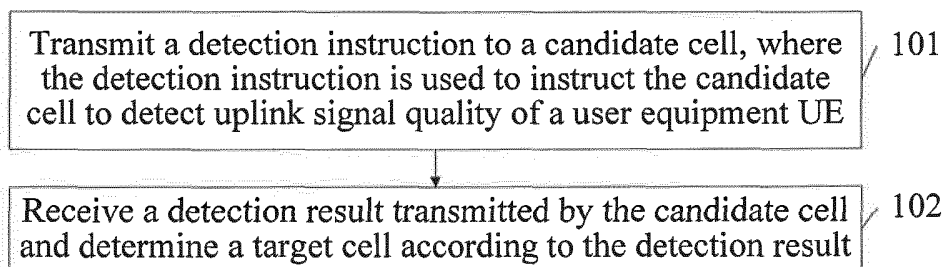 Transmit a detection instruction to a candidate cell, where
the detection instruction is used to instruct the candidate
cell to detect uplink signal quality of a user equipment UE
101
Receive a detection result transmitted by the candidate cell
and determine a target cell according to the detection result
102